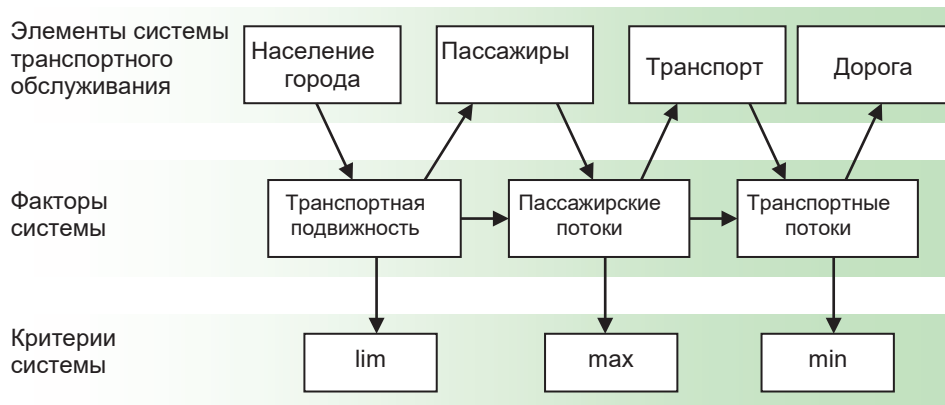 Элементы системы
транспортного
обслуживания
Население
города
Пассажиры
Транспорт
Дорога
Факторы
системы
Транспортная
подвижность
Пассажирские
потоки
Транспортные
потоки
Критерии
системы
lim
max
min